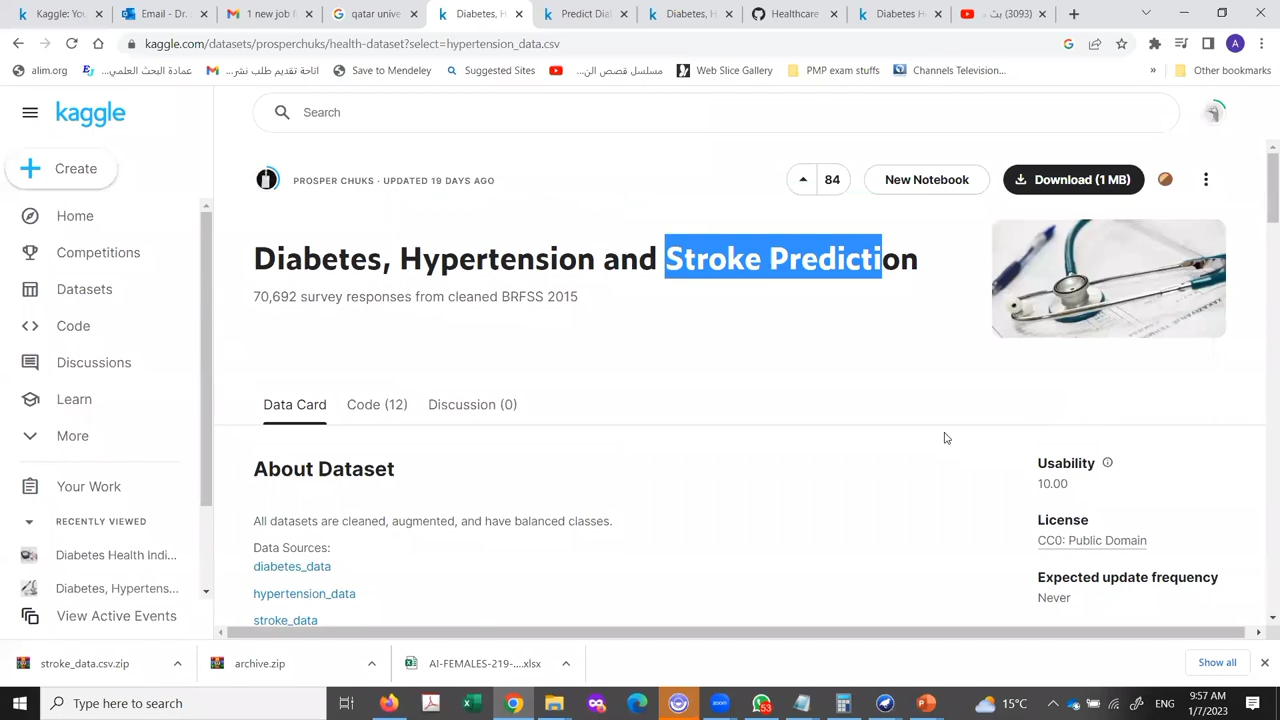 Kaggle: Y
Email - Dr.
1 new job f
qatar unive
Diabetes, H
Predict Dia
Diabetes, H
Healthcare
Diabetes H
(3093) بث
kaggle.com/datasets/prosperchuks/health-dataset?select=hypertension_data.csv
A
alim.org
عمادة البحث العلمي...
اتاحة تقديم طلب نشر...
Save to Mendeley
Suggested Sites
مسلسل قصص الن...
Web Slice Gallery
PMP exam stuffs
Channels Television...
»
Other bookmarks
kaggle
Search
Create
PROSPER CHUKS · UPDATED 19 DAYS AGO
84
New Notebook
Download (1 MB)
Home
Competitions
Datasets
Code
Discussions
Learn
More
Your Work
RECENTLY VIEWED
Diabetes Health Indi...
Diabetes, Hypertens...
View Active Events
Diabetes, Hypertension and Stroke Prediction
70,692 survey responses from cleaned BRFSS 2015
Data Card
Code (12)
Discussion (0)
About Dataset
All datasets are cleaned, augmented, and have balanced classes.
Data Sources:
diabetes_data
hypertension_data
stroke_data
Usability
10.00
License
CC0: Public Domain
Expected update frequency
Never
stroke_data.csv.zip
archive.zip
AI-FEMALES-219-....xlsx
Show all
Type here to search
zoom
53
15°C
ENG
9:57 AM
1/7/2023